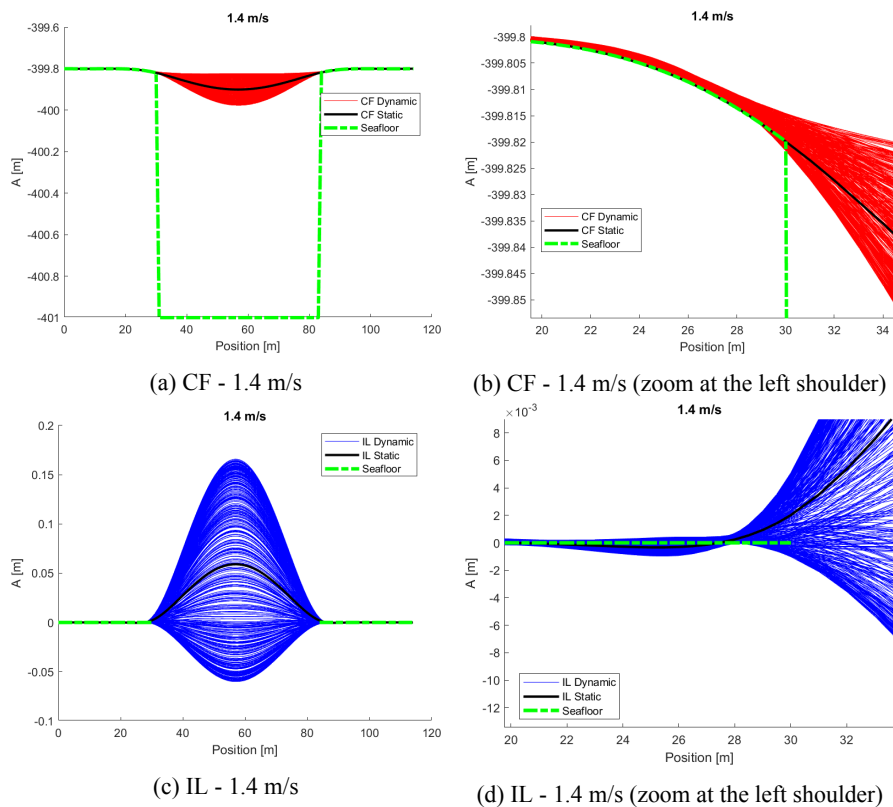 1.4 m/s
-399.6
-399.8
-400
-400.2
-400.4
-400.6
-400.8
-401
A [m]
CF Dynamic
CF Static
Seafloor
0 20 40 60 80 100 120
Position [m]
(a) CF - 1.4 m/s
1.4 m/s
-399.8
-399.805
-399.81
-399.815
-399.82
-399.825
-399.83
-399.835
-399.84
-399.845
-399.85
A [m]
CF Dynamic
CF Static
Seafloor
20 22 24 26 28 30 32 34
Position [m]
(b) CF - 1.4 m/s (zoom at the left shoulder)
1.4 m/s
0.2
0.15
0.1
0.05
0
-0.05
-0.1
A [m]
IL Dynamic
IL Static
Seafloor
0 20 40 60 80 100 120
Position [m]
(c) IL - 1.4 m/s
× 10⁻³
1.4 m/s
8
6
4
2
0
-2
-4
-6
-8
-10
-12
A [m]
IL Dynamic
IL Static
Seafloor
20 22 24 26 28 30 32
Position [m]
(d) IL - 1.4 m/s (zoom at the left shoulder)